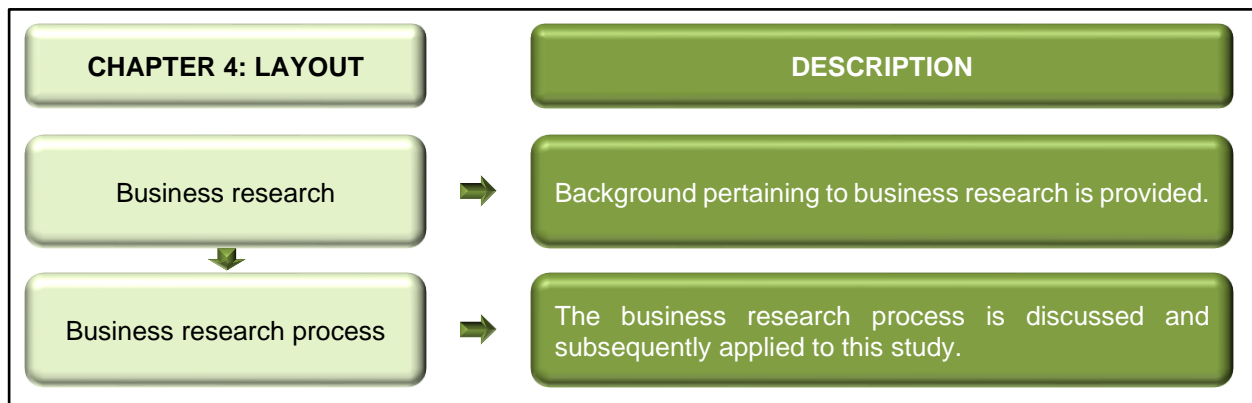 CHAPTER 4: LAYOUT
DESCRIPTION
Business research
Background pertaining to business research is provided.
Business research process
The business research process is discussed and
subsequently applied to this study.